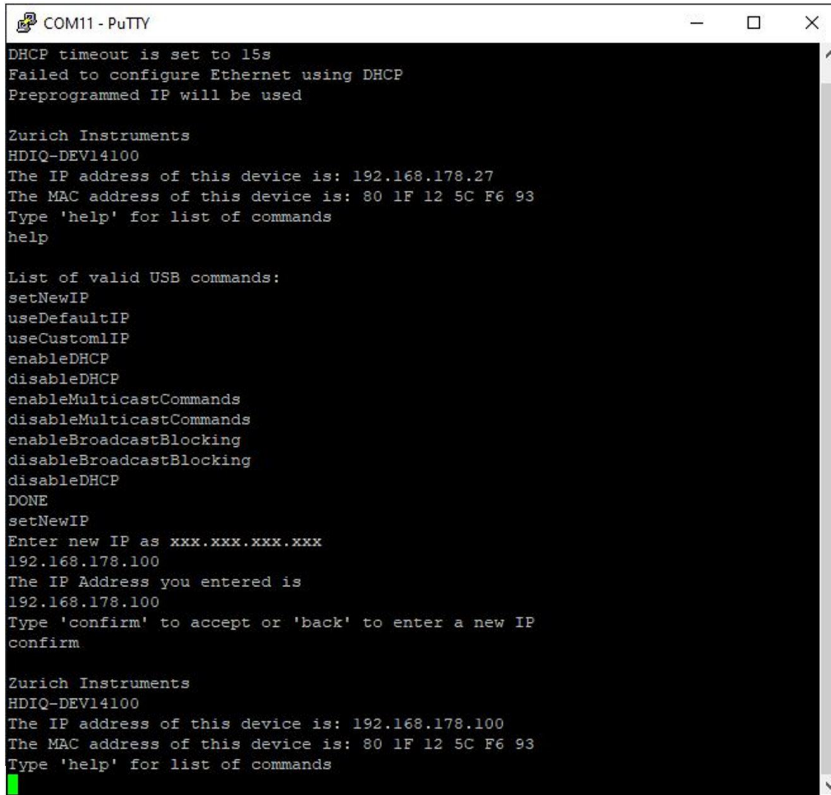 COM11 - PuTTY
DHCP timeout is set to 15s
Failed to configure Ethernet using DHCP
Preprogrammed IP will be used
Zurich Instruments
HDIQ-DEV14100
The IP address of this device is: 192.168.178.27
The MAC address of this device is: 80 1F 12 5C F6 93
Type 'help' for list of commands
help
List of valid USB commands:
setNewIP
useDefaultIP
useCustomlIP
enableDHCP
disableDHCP
enableMulticastCommands
disableMulticastCommands
enableBroadcastBlocking
disableBroadcastBlocking
disableDHCP
DONE
setNewIP
Enter new IP as xxx.xxx.xxx.xxx
192.168.178.100
The IP Address you entered is
192.168.178.100
Type 'confirm' to accept or 'back' to enter a new IP
confirm
Zurich Instruments
HDIQ-DEV14100
The IP address of this device is: 192.168.178.100
The MAC address of this device is: 80 1F 12 5C F6 93
Type 'help' for list of commands